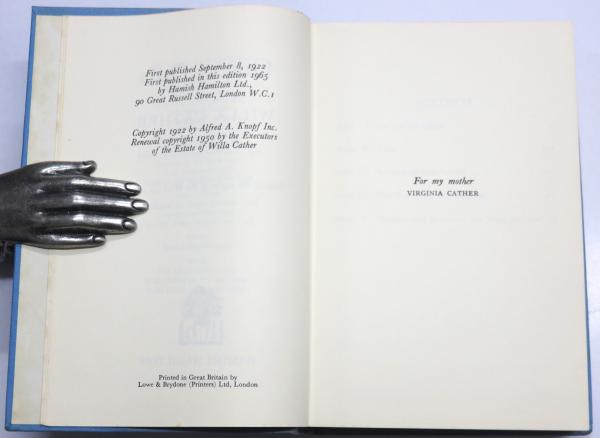 First published September 8, 1922
First published in this edition 1965
by Hamish Hamilton Ltd.,
90 Great Russell Street, London W.C.1
Copyright 1922 by Alfred A. Knopf Inc.
Renewal copyright 1950 by the Executors
of the Estate of Willa Cather
Printed in Great Britain by
Lowe & Brydone (Printers) Ltd, London
For my mother
VIRGINIA CATHER